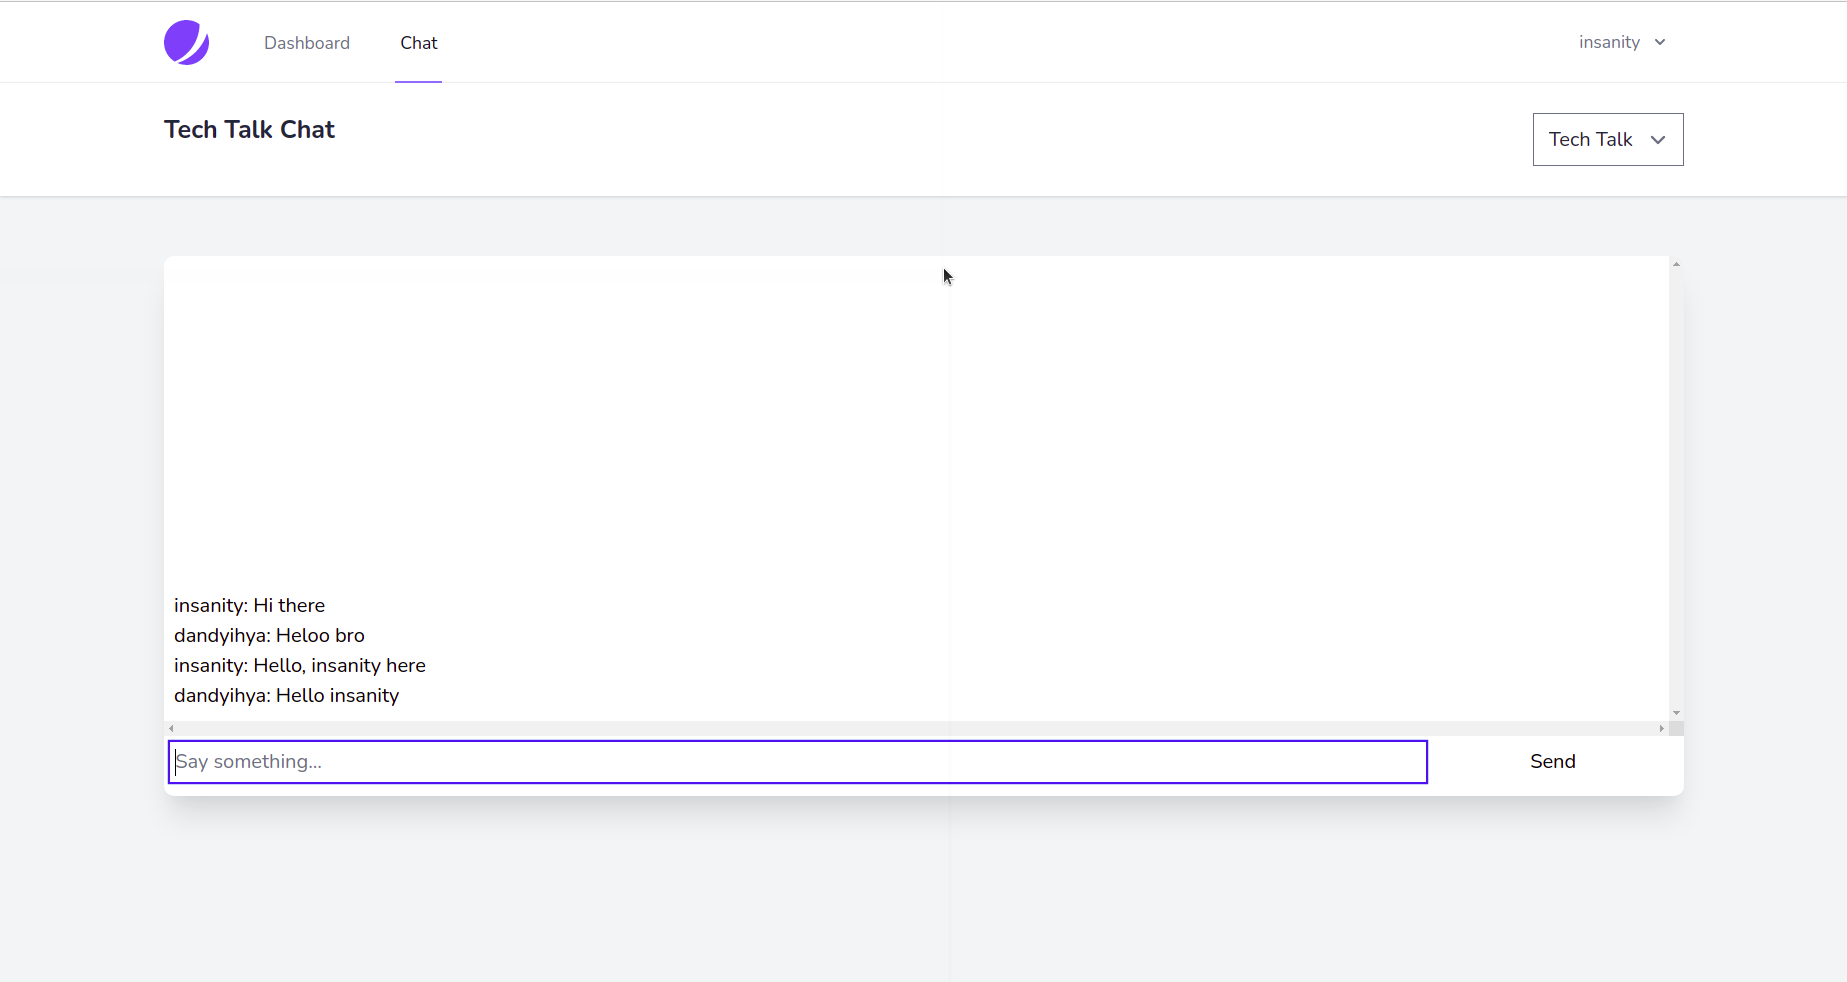 Dashboard
Chat
insanity
Tech Talk Chat
Tech Talk
insanity: Hi there
dandyihya: Heloo bro
insanity: Hello, insanity here
dandyihya: Hello insanity
Say something...
Send